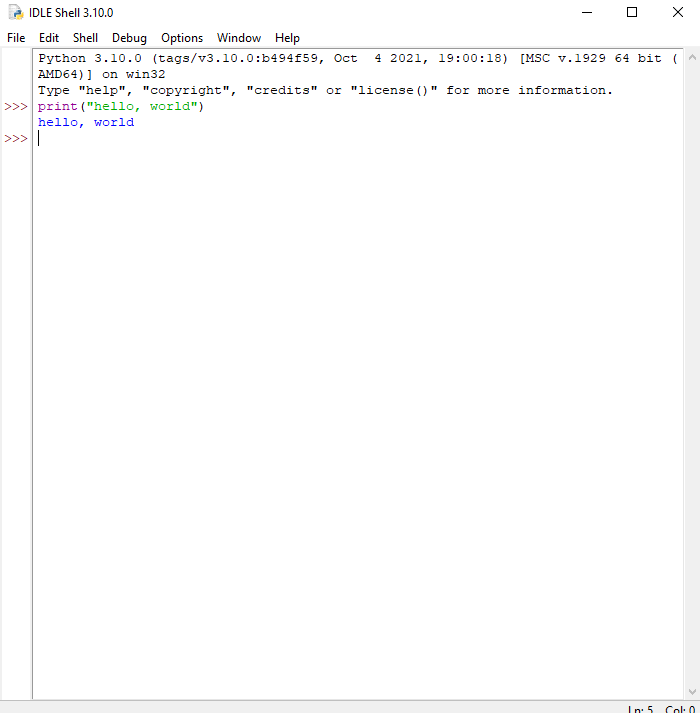 IDLE Shell 3.10.0
File Edit Shell Debug Options Window Help
Python 3.10.0 (tags/v3.10.0:b494f59, Oct  4 2021, 19:00:18) [MSC v.1929 64 bit (
AMD64)] on win32
Type "help", "copyright", "credits" or "license()" for more information.
>>> print("hello, world")
hello, world
>>>
Ln: 5 Col: 0